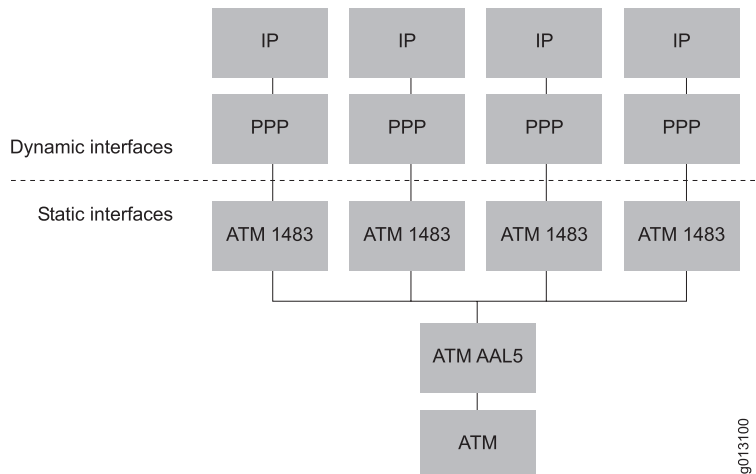 IP IP IP IP
PPP PPP PPP PPP
Dynamic interfaces
Static interfaces
ATM 1483 ATM 1483 ATM 1483 ATM 1483
ATM AAL5
ATM
g013100